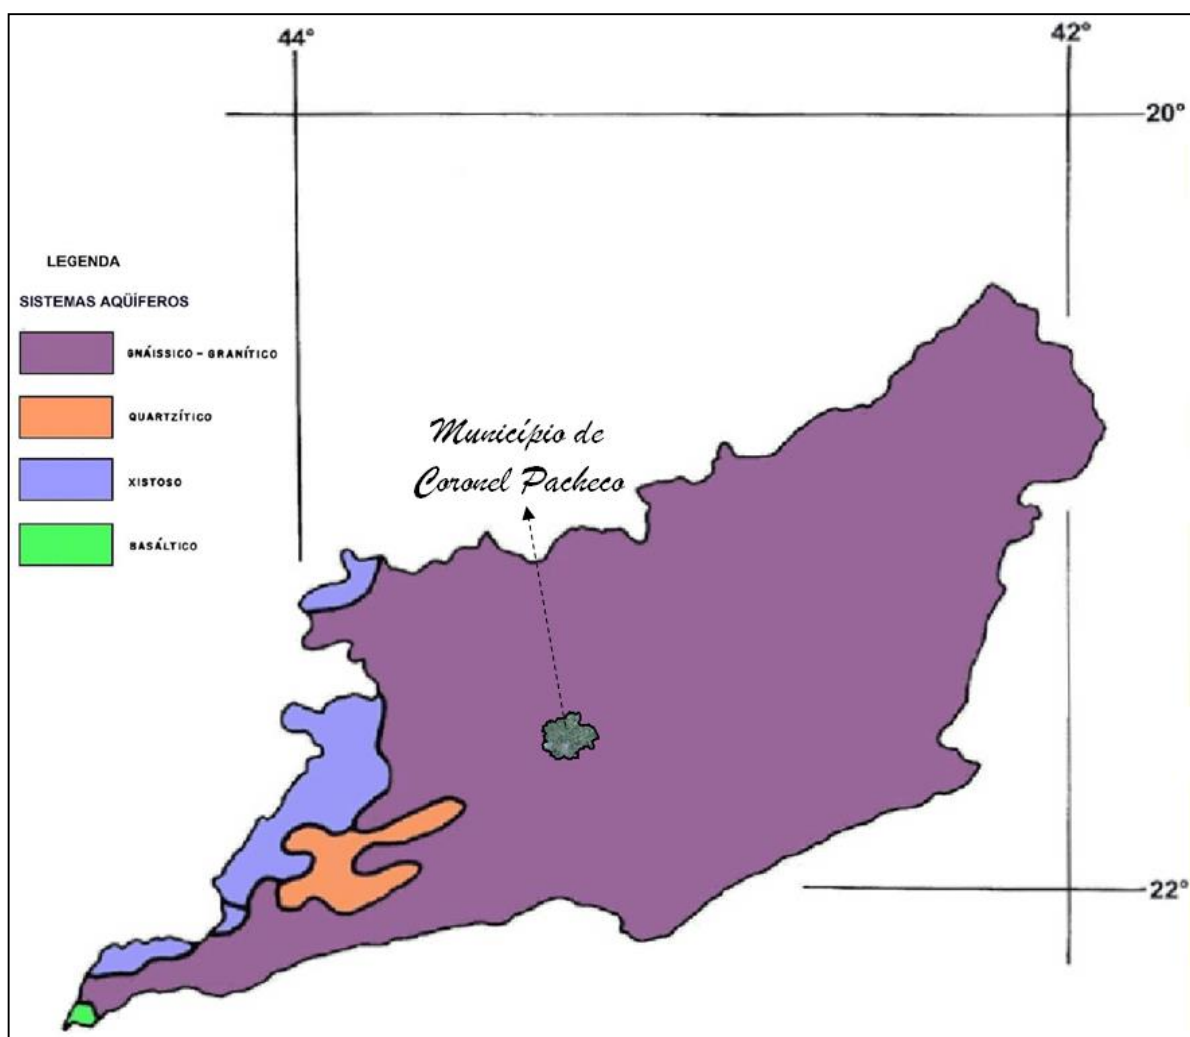 44°
42°
20°
LEGENDA
SISTEMAS AQÜÍFEROS
GNÁISSICO - GRANÍTICO
QUARTZÍTICO
XISTOSO
BASÁLTICO
Município de
Coronel Pacheco
22°